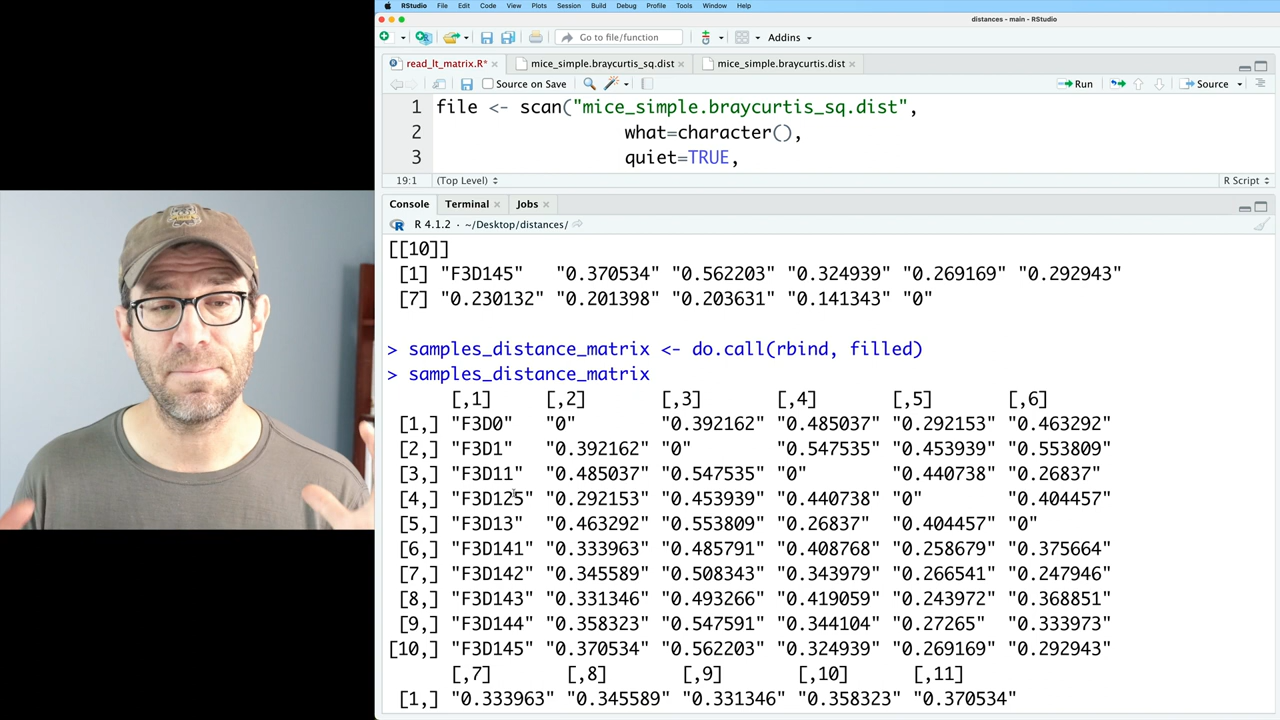 RStudio File Edit Code View Plots Session Build Debug Profile Tools Window Help
distances - main - RStudio
Go to file/function Addins
read_lt_matrix.R* mice_simple.braycurtis_sq.dist mice_simple.braycurtis.dist
Source on Save Run Source
1 file <- scan("mice_simple.braycurtis_sq.dist",
2 what=character(),
3 quiet=TRUE,
19:1 (Top Level) R Script
Console Terminal Jobs
R 4.1.2 · ~/Desktop/distances/
[[10]]
[1] "F3D145" "0.370534" "0.562203" "0.324939" "0.269169" "0.292943"
[7] "0.230132" "0.201398" "0.203631" "0.141343" "0"
> samples_distance_matrix <- do.call(rbind, filled)
> samples_distance_matrix
[,1] [,2] [,3] [,4] [,5] [,6]
[1,] "F3D0" "0" "0.392162" "0.485037" "0.292153" "0.463292"
[2,] "F3D1" "0.392162" "0" "0.547535" "0.453939" "0.553809"
[3,] "F3D11" "0.485037" "0.547535" "0" "0.440738" "0.26837"
[4,] "F3D125" "0.292153" "0.453939" "0.440738" "0" "0.404457"
[5,] "F3D13" "0.463292" "0.553809" "0.26837" "0.404457" "0"
[6,] "F3D141" "0.333963" "0.485791" "0.408768" "0.258679" "0.375664"
[7,] "F3D142" "0.345589" "0.508343" "0.343979" "0.266541" "0.247946"
[8,] "F3D143" "0.331346" "0.493266" "0.419059" "0.243972" "0.368851"
[9,] "F3D144" "0.358323" "0.547591" "0.344104" "0.27265" "0.333973"
[10,] "F3D145" "0.370534" "0.562203" "0.324939" "0.269169" "0.292943"
[,7] [,8] [,9] [,10] [,11]
[1,] "0.333963" "0.345589" "0.331346" "0.358323" "0.370534"